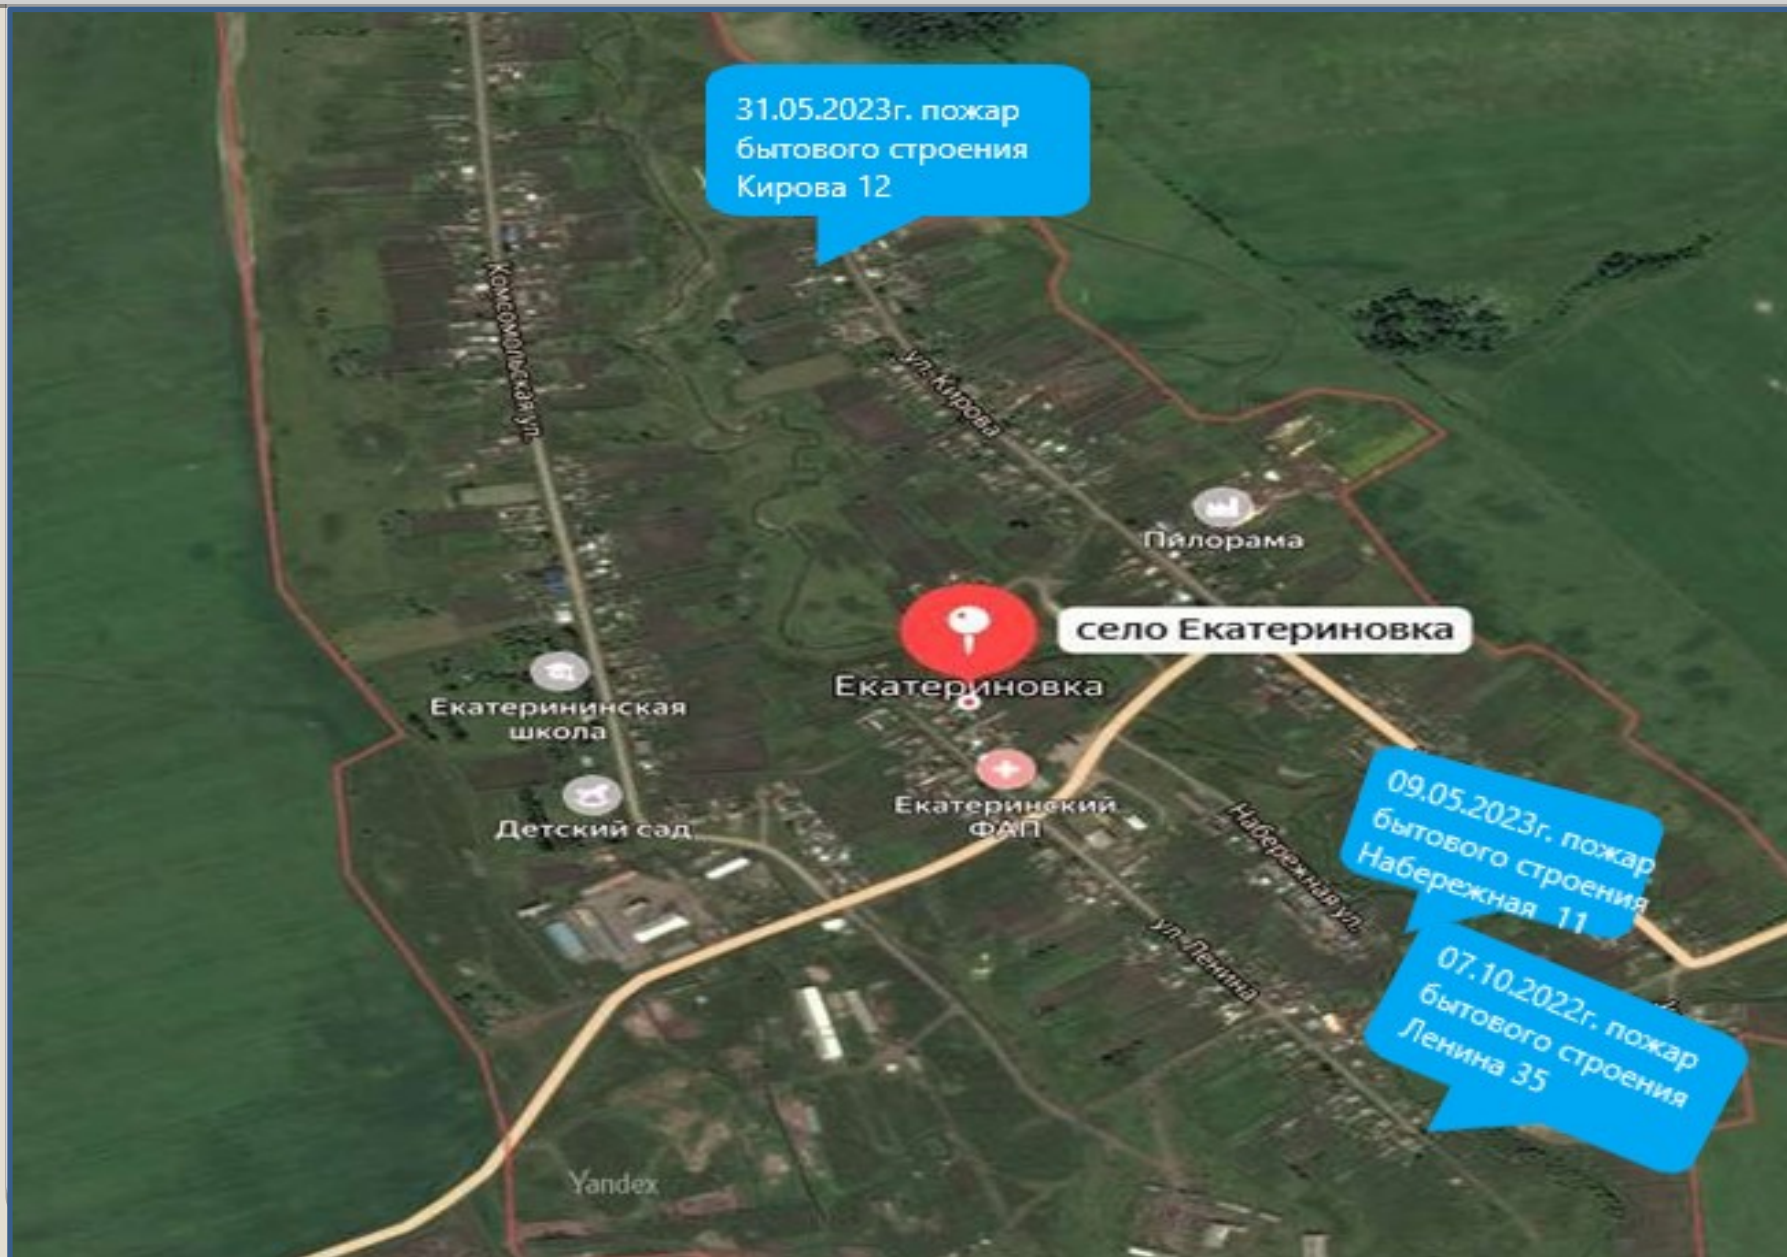 31.05.2023г. пожар
бытового строения
Кирова 12
Комсомольская ул.
ул. Кирова
Пилорама
село Екатериновка
Екатериновка
Екатерининская
школа
Екатеринский
ФАП
Детский сад
Набережная ул.
09.05.2023г. пожар
бытового строения
Набережная 11
ул. Ленина
07.10.2022г. пожар
бытового строения
Ленина 35
Yandex